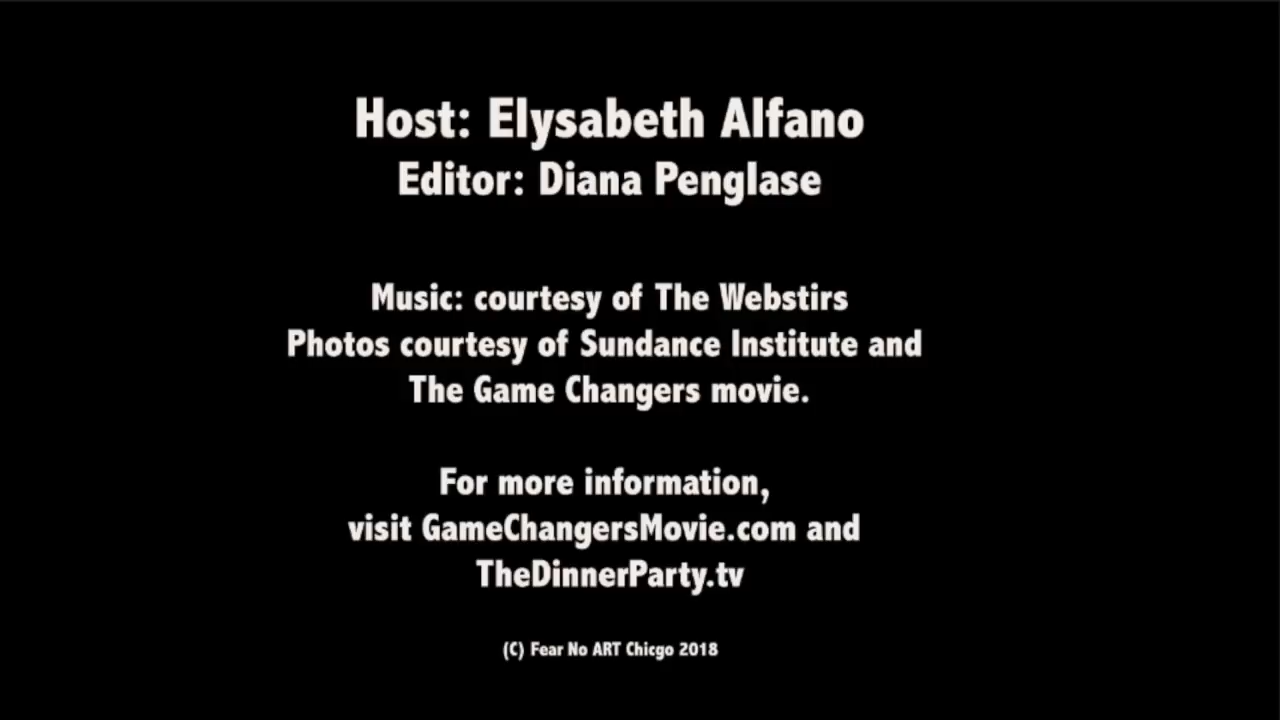 Host: Elysabeth Alfano
Editor: Diana Penglase
Music: courtesy of The Webstirs
Photos courtesy of Sundance Institute and
The Game Changers movie.
For more information,
visit GameChangersMovie.com and
TheDinnerParty.tv
(C) Fear No ART Chicgo 2018